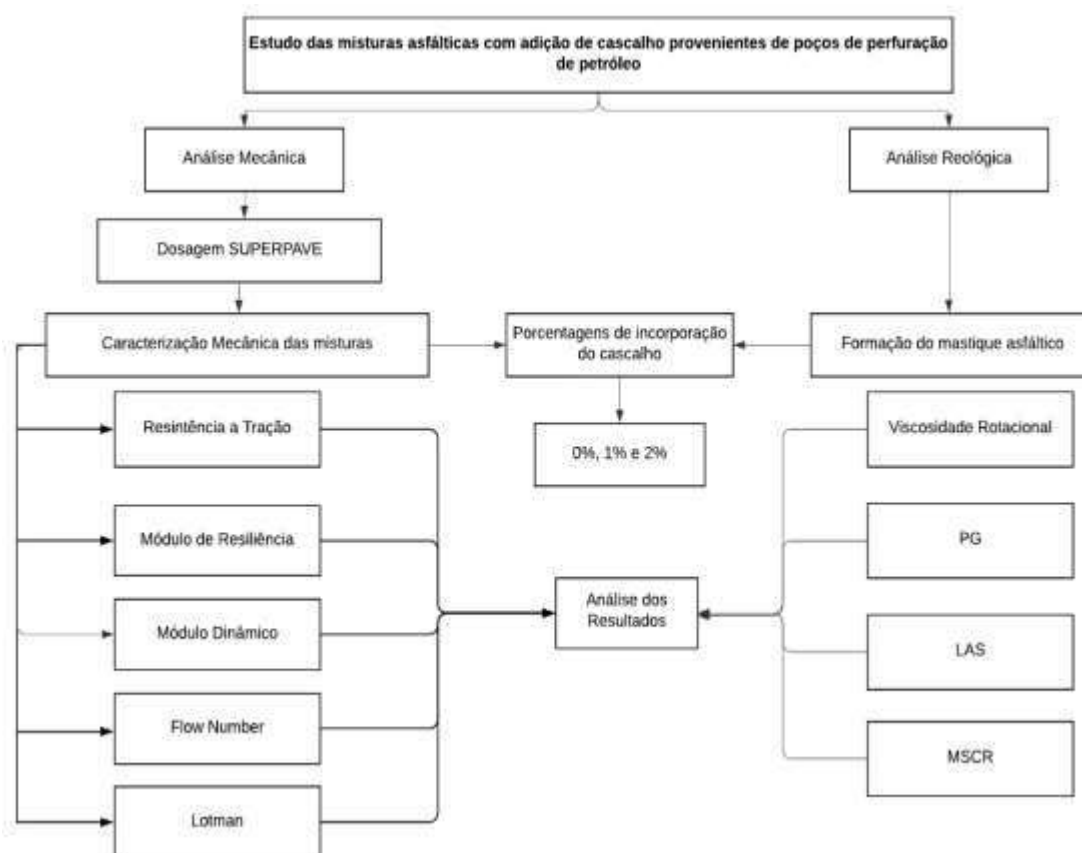 Estudo das misturas asfálticas com adição de cascalho provenientes de poços de perfuração
de petróleo
Análise Mecânica
Análise Reológica
Dosagem SUPERPAVE
Caracterização Mecânica das misturas
Porcentagens de incorporação
do cascalho
Formação do mastique asfáltico
Resintência a Tração
0%, 1% e 2%
Viscosidade Rotacional
Módulo de Resiliência
PG
Análise dos
Resultados
Módulo Dinâmico
LAS
Flow Number
MSCR
Lotman